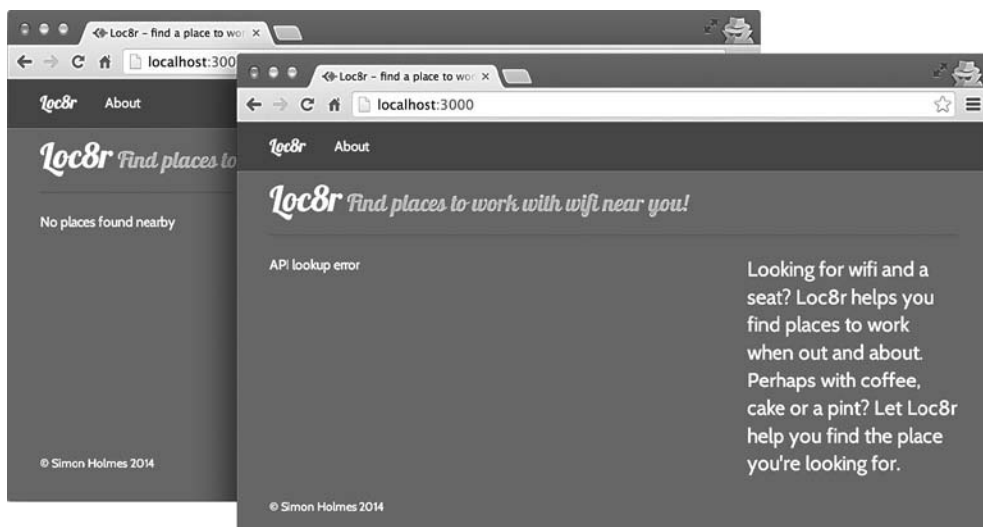 Loc8r - find a place to wor
localhost:300
Loc8r About
Loc8r Find places to
No places found nearby
© Simon Holmes 2014
Loc8r - find a place to wor
localhost:3000
Loc8r About
Loc8r Find places to work with wifi near you!
API lookup error
Looking for wifi and a
seat? Loc8r helps you
find places to work
when out and about.
Perhaps with coffee,
cake or a pint? Let Loc8r
help you find the place
you're looking for.
© Simon Holmes 2014